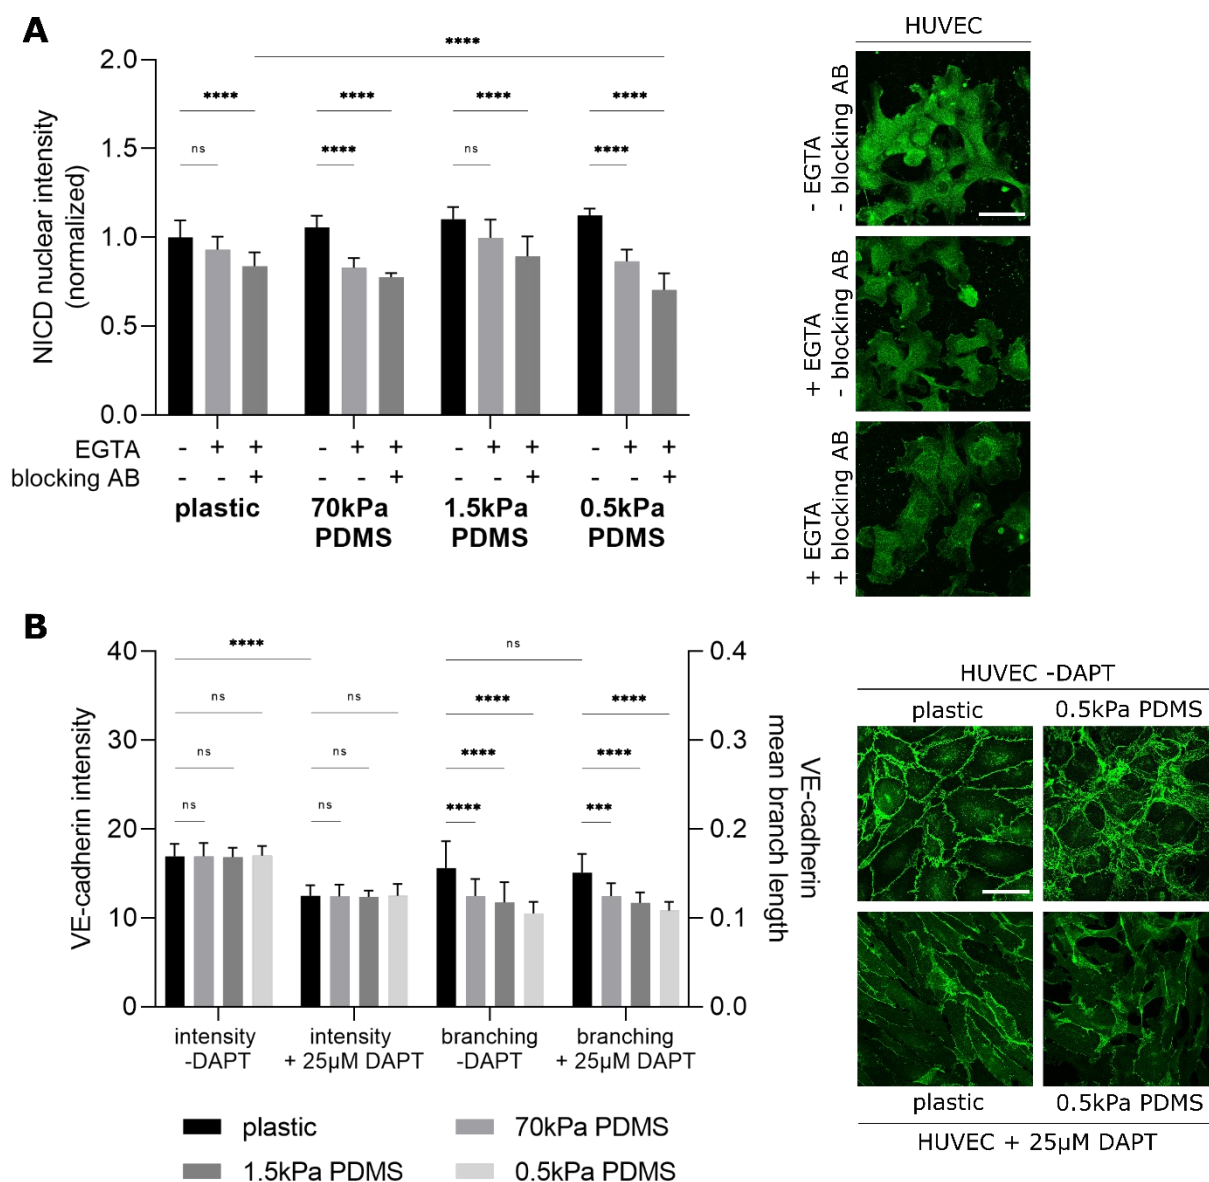 A
****
2.0
**** **** **** ****
1.5
ns **** ns ****
1.0
0.5
0.0
NICD nuclear intensity
(normalized)
EGTA - + + - + + - + + - + +
blocking AB - - + - - + - - + - - +
plastic 70kPa 1.5kPa 0.5kPa
PDMS PDMS PDMS
HUVEC
- EGTA
- blocking AB
+ EGTA
- blocking AB
+ EGTA
+ blocking AB
B
40 **** ns 0.4
ns ns **** ****
30 0.3
ns ns **** ****
20 ns ns **** *** 0.2
10 0.1
0 0.0
VE-cadherin intensity
VE-cadherin
mean branch length
intensity intensity branching branching
-DAPT + 25µM DAPT -DAPT + 25µM DAPT
plastic 70kPa PDMS
1.5kPa PDMS 0.5kPa PDMS
HUVEC -DAPT
plastic 0.5kPa PDMS
plastic 0.5kPa PDMS
HUVEC + 25µM DAPT